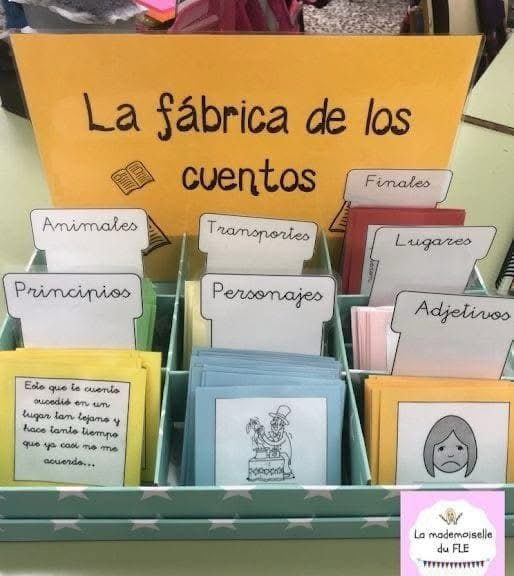 La fábrica de los
cuentos
Finales
Animales
Transportes
Lugares
Principios
Personajes
Adjetivos
Esto que te cuento
sucedió en un
lugar tan lejano y
hace tanto tiempo
que ya casi no me
acuerdo...
La mademoiselle
du FLE